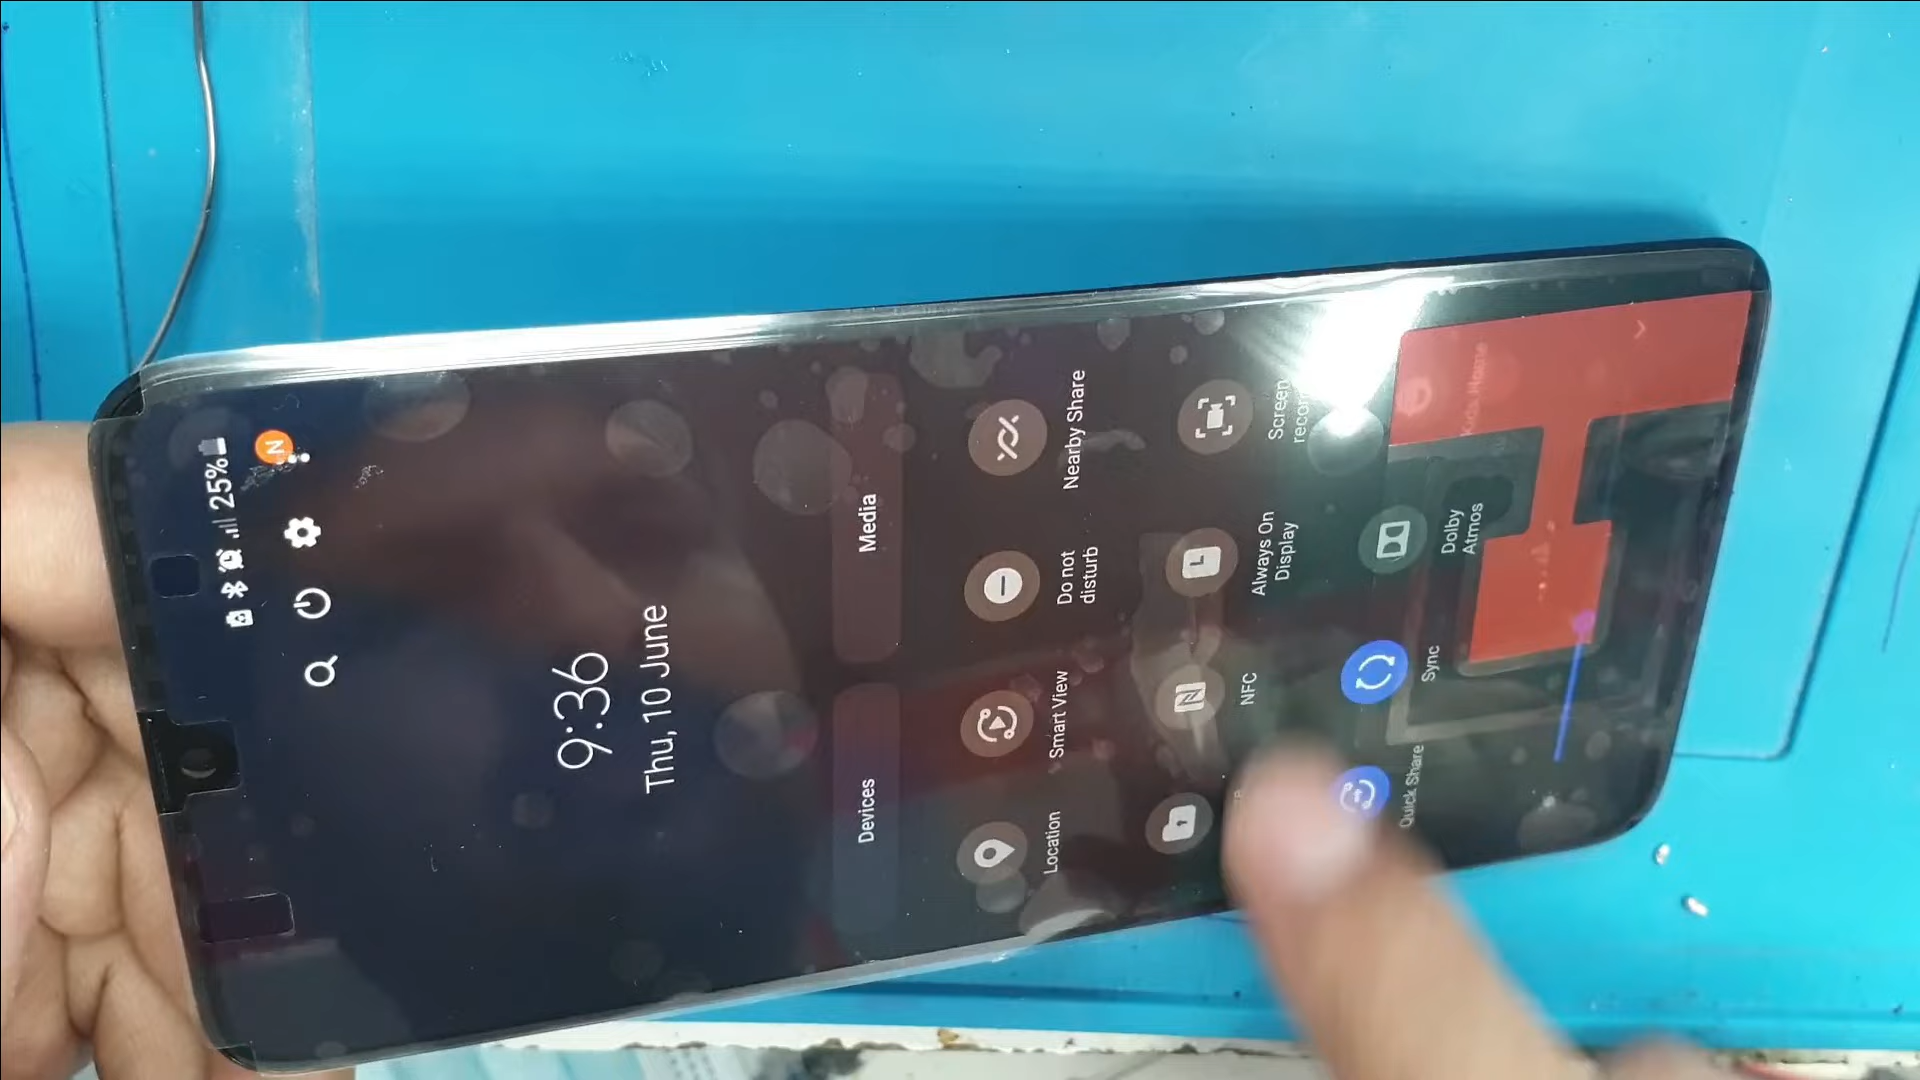 25%
N
9:36
Thu, 10 June
Devices
Media
Location
Smart View
Do not
disturb
Nearby Share
NFC
Always On
Display
Screen
Quick Share
Sync
Dolby
Atmos